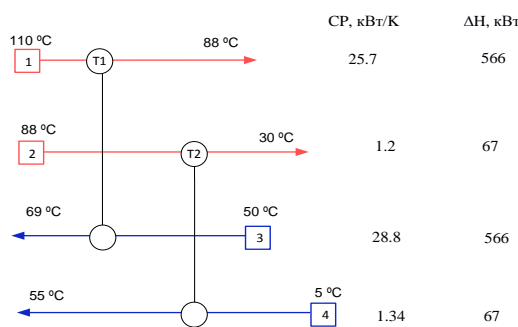 CP, кВт/K ΔH, кВт
110 ºC 88 ºC
1 T1 25.7 566
88 ºC 30 ºC
2 T2 1.2 67
69 ºC 50 ºC
3 28.8 566
55 ºC 5 ºC
4 1.34 67